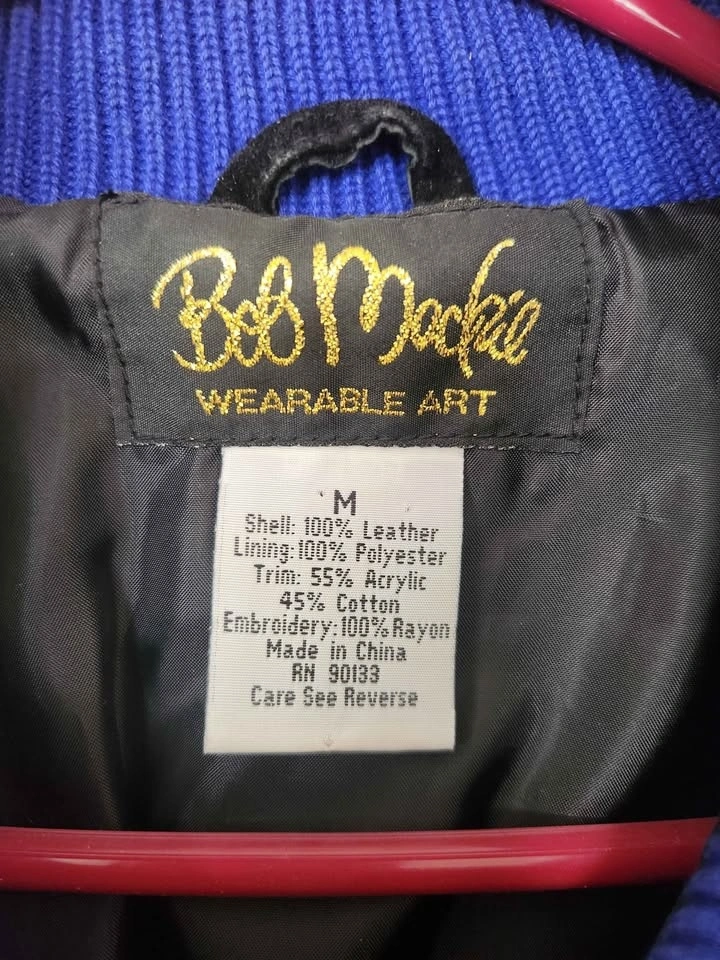 Bob Mackie
WEARABLE ART
M
Shell: 100% Leather
Lining: 100% Polyester
Trim: 55% Acrylic
45% Cotton
Embroidery: 100% Rayon
Made in China
RN 90133
Care See Reverse